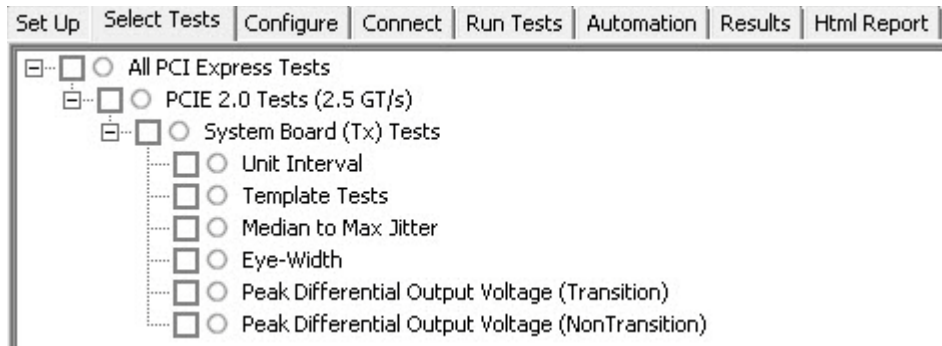 Set Up Select Tests Configure Connect Run Tests Automation Results Html Report
All PCI Express Tests
PCIE 2.0 Tests (2.5 GT/s)
System Board (Tx) Tests
Unit Interval
Template Tests
Median to Max Jitter
Eye-Width
Peak Differential Output Voltage (Transition)
Peak Differential Output Voltage (NonTransition)